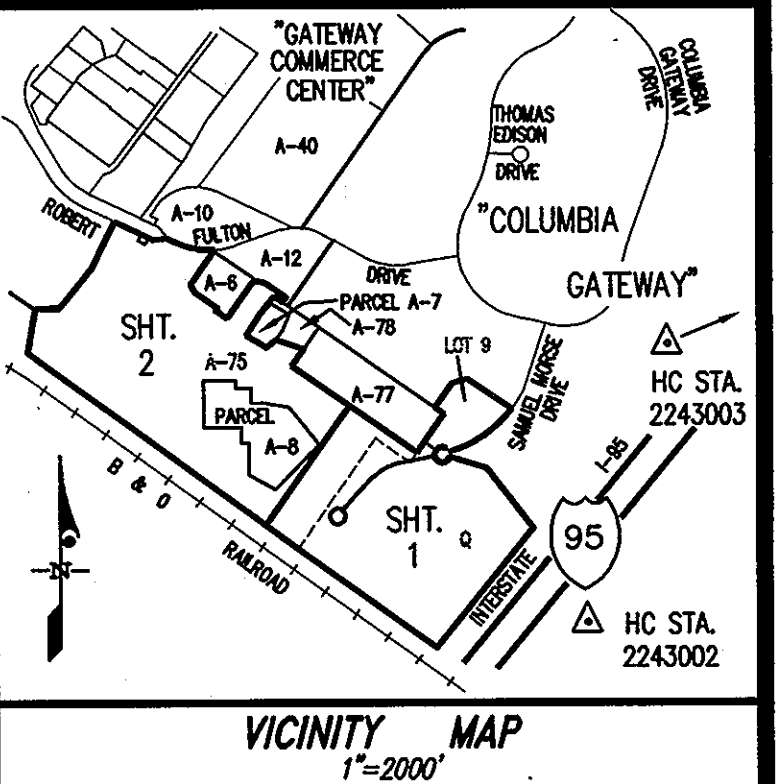 "GATEWAY
COMMERCE
CENTER"
COLUMBIA
GATEWAY
DRIVE
THOMAS
EDISON
DRIVE
A-40
"COLUMBIA
GATEWAY"
ROBERT
A-10
FULTON
A-12
DRIVE
A-6
PARCEL A-7
A-78
SHT.
2
A-75
LOT 9
SAMUEL MORSE
DRIVE
HC STA.
2243003
A-77
PARCEL
A-8
I-95
B & O
RAILROAD
SHT.
1
Q
INTERSTATE
95
N
HC STA.
2243002
VICINITY MAP
1"=2000'